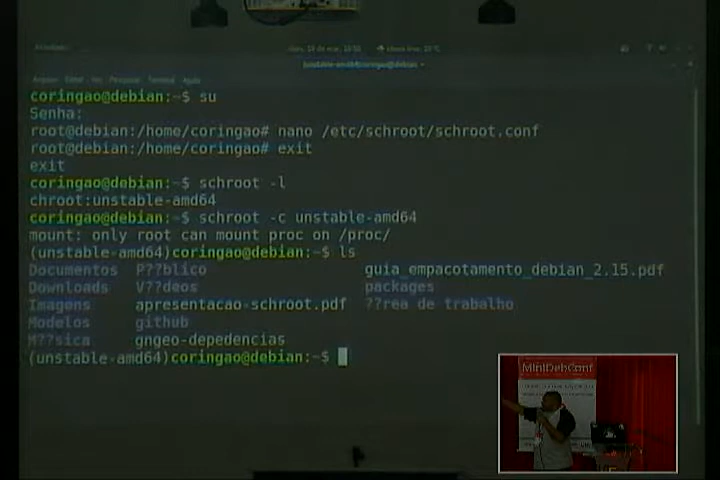 coringao@debian:~$ su
Senha:
root@debian:/home/coringao# nano /etc/schroot/schroot.conf
root@debian:/home/coringao# exit
exit
coringao@debian:~$ schroot -l
chroot:unstable-amd64
coringao@debian:~$ schroot -c unstable-amd64
mount: only root can mount proc on /proc/
(unstable-amd64)coringao@debian:~$ ls
Documentos P??blico guia_empacotamento_debian_2.15.pdf
Downloads V??deos packages
Imagens apresentacao-schroot.pdf ??rea de trabalho
Modelos github
M??sica gngeo-depedencias
(unstable-amd64)coringao@debian:~$
MiniDebConf